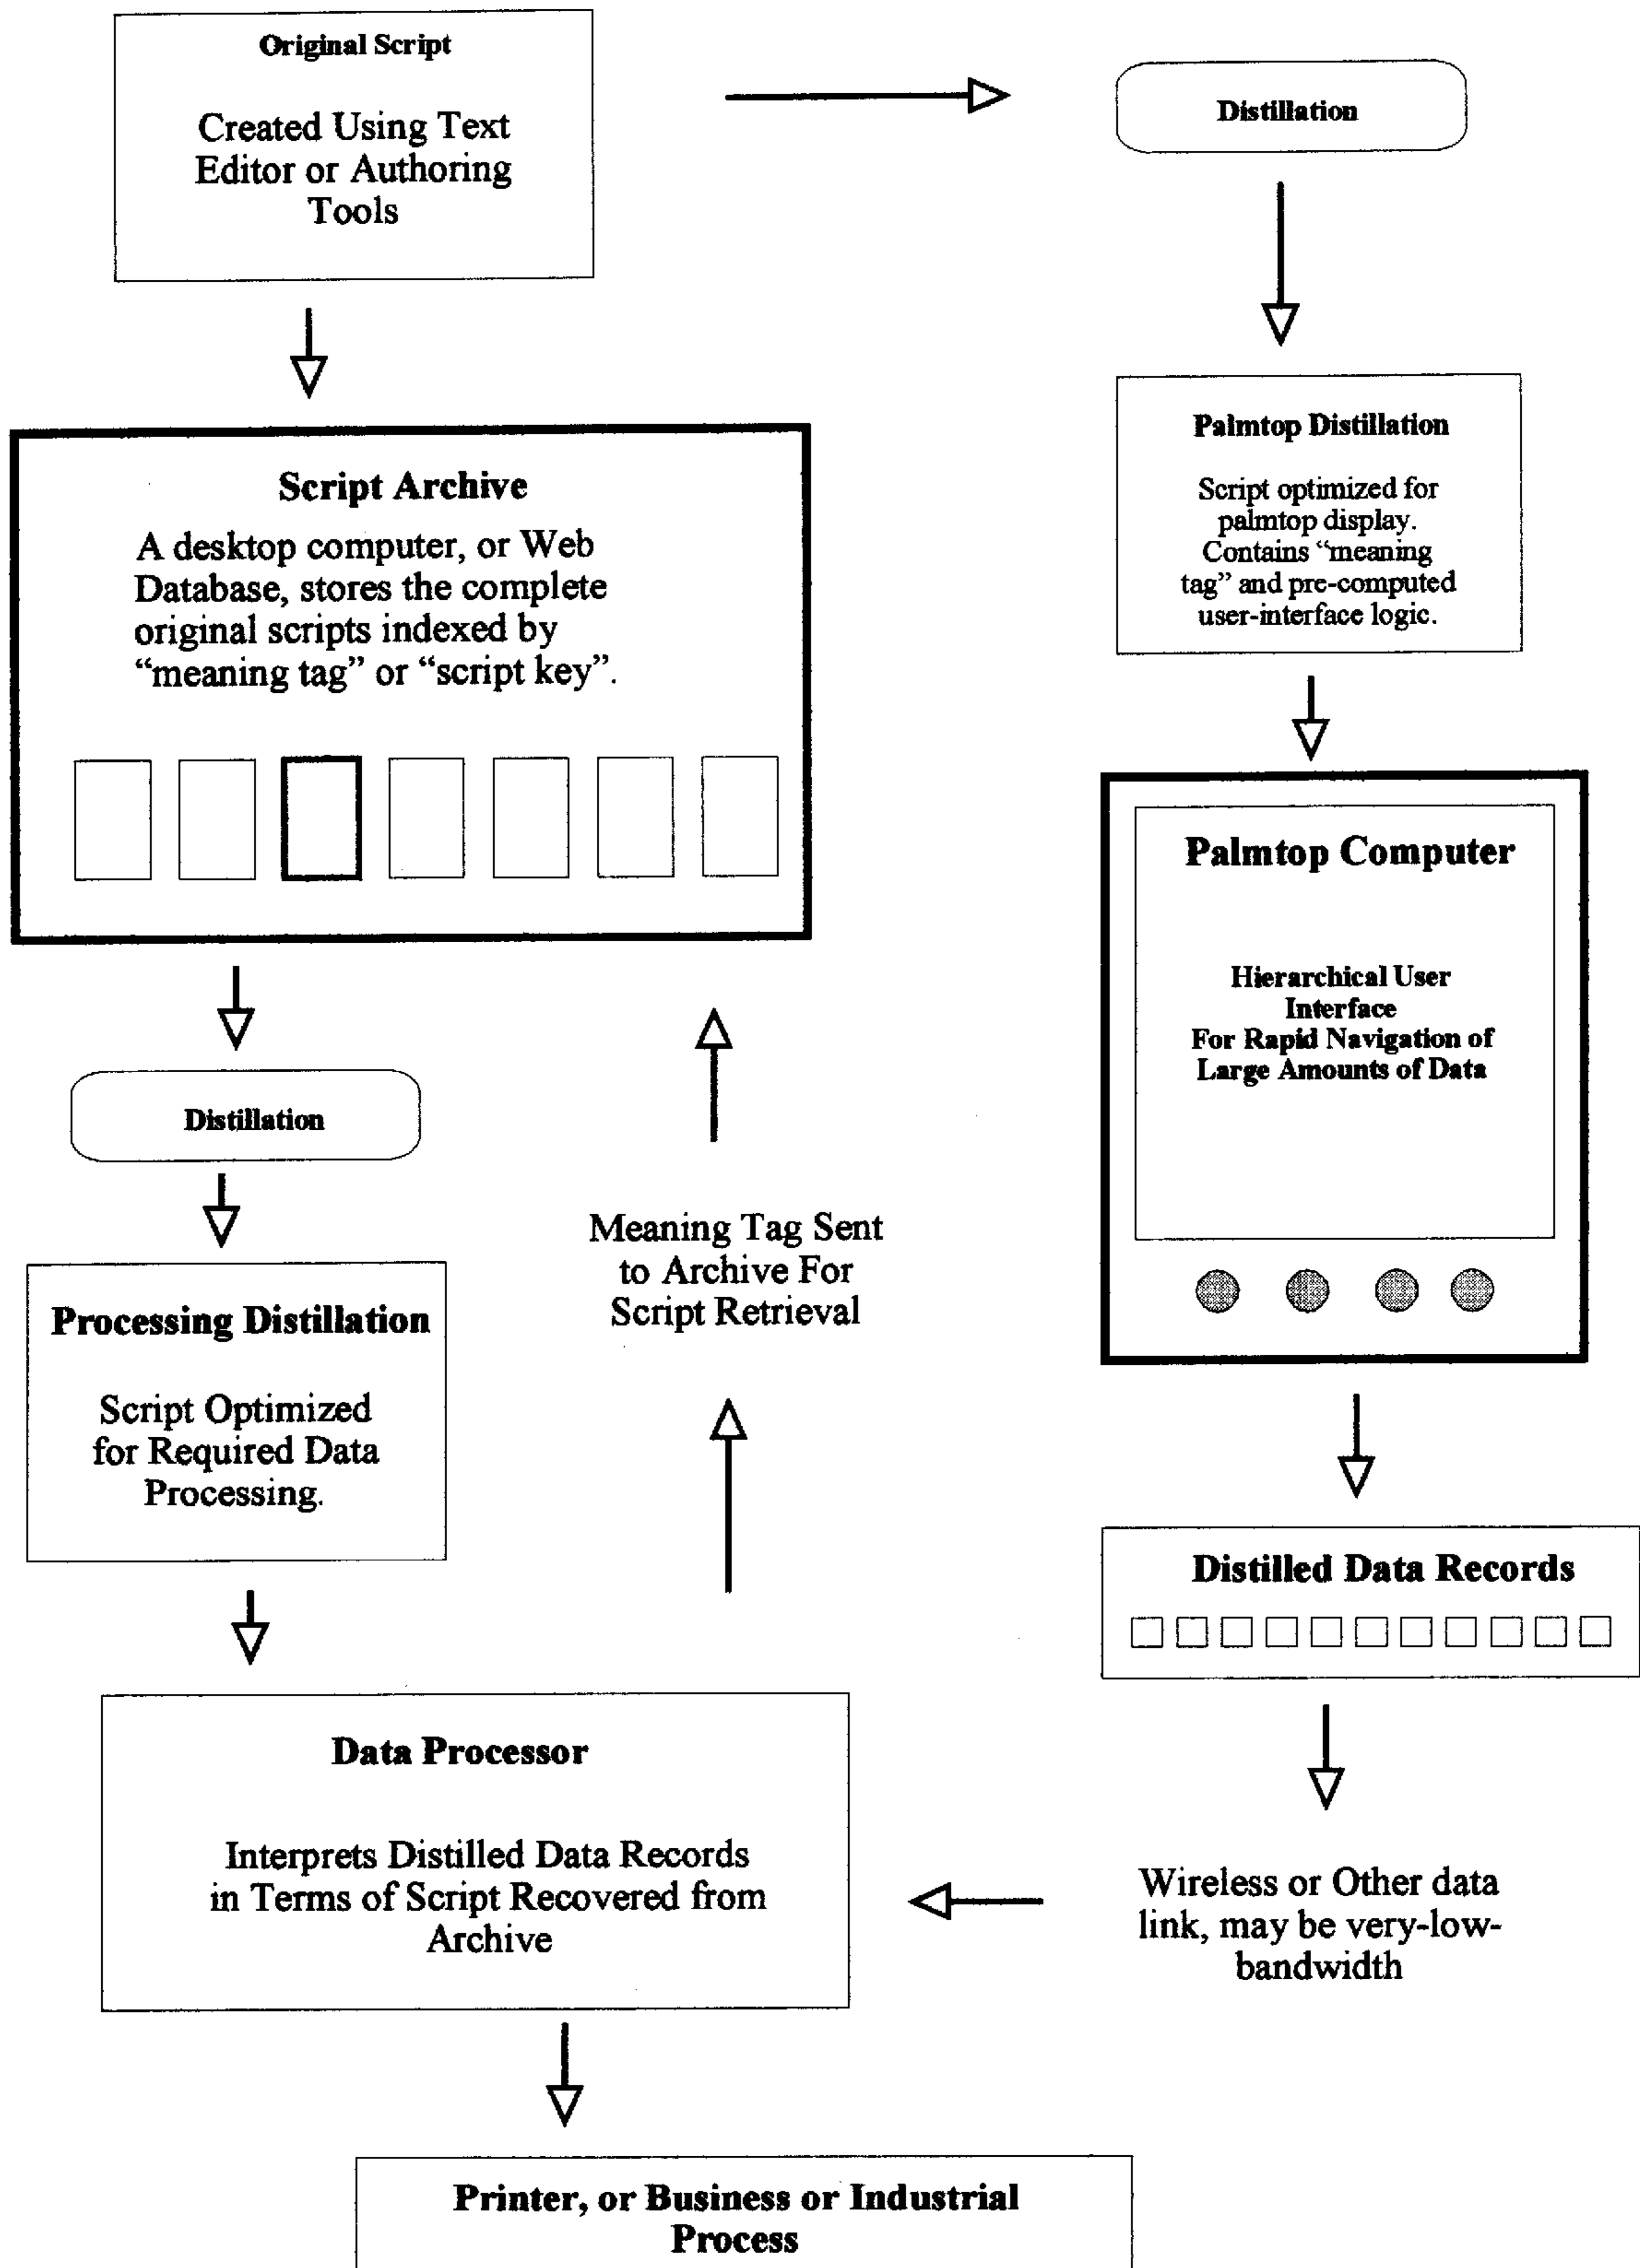 Original Script
Created Using Text
Editor or Authoring
Tools
Distillation
Script Archive
A desktop computer, or Web
Database, stores the complete
original scripts indexed by
“meaning tag” or “script key”.
Palmtop Distillation
Script optimized for
palmtop display.
Contains “meaning
tag” and pre-computed
user-interface logic.
Palmtop Computer
Hierarchical User
Interface
For Rapid Navigation of
Large Amounts of Data
Distillation
Meaning Tag Sent
to Archive For
Script Retrieval
Processing Distillation
Script Optimized
for Required Data
Processing.
Distilled Data Records
Data Processor
Interprets Distilled Data Records
in Terms of Script Recovered from
Archive
Wireless or Other data
link, may be very-low-
bandwidth
Printer, or Business or Industrial
Process